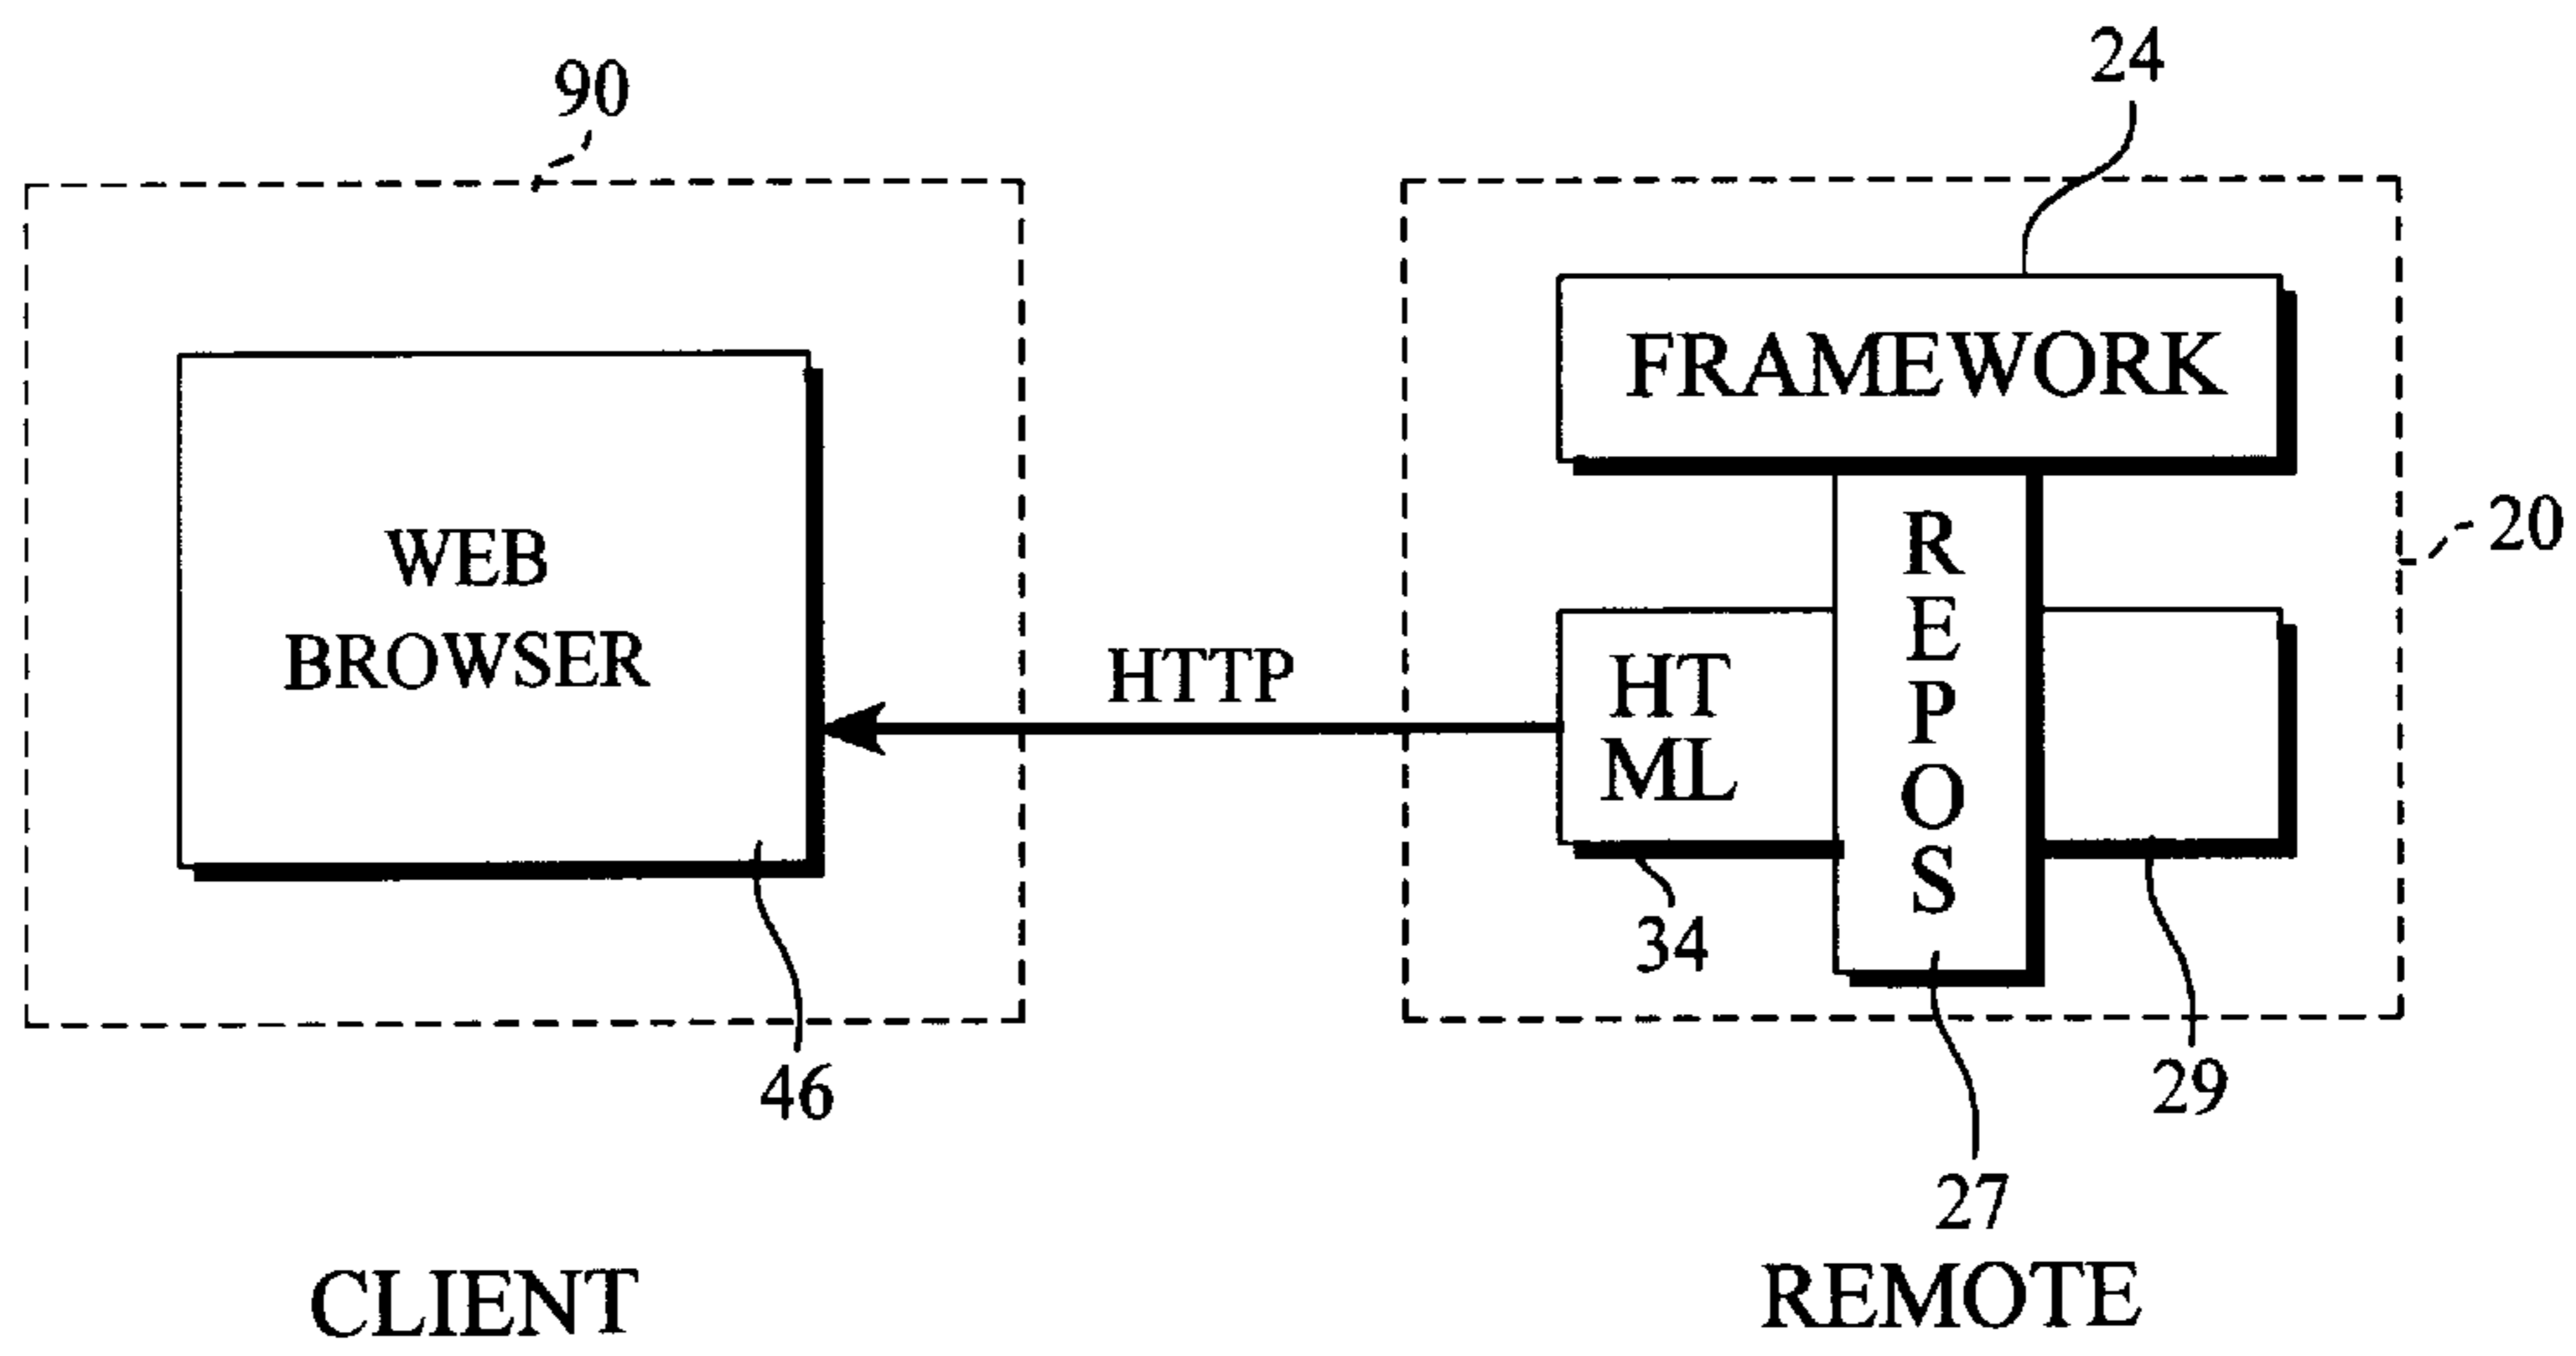 90
24
FRAMEWORK
20
WEB
BROWSER
HTTP
HT
ML
R
E
P
O
S
34
46
29
27
CLIENT
REMOTE